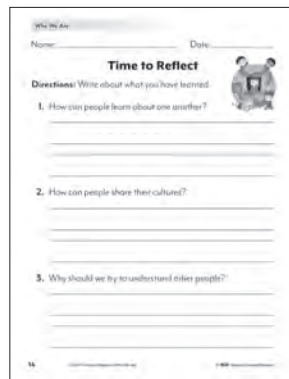 Who We Are
Name Date
Time to Reflect
Directions: Write about what you have learned.
1. How can people learn about one another?
2. How can people share their cultures?
3. Why should we try to understand other people?